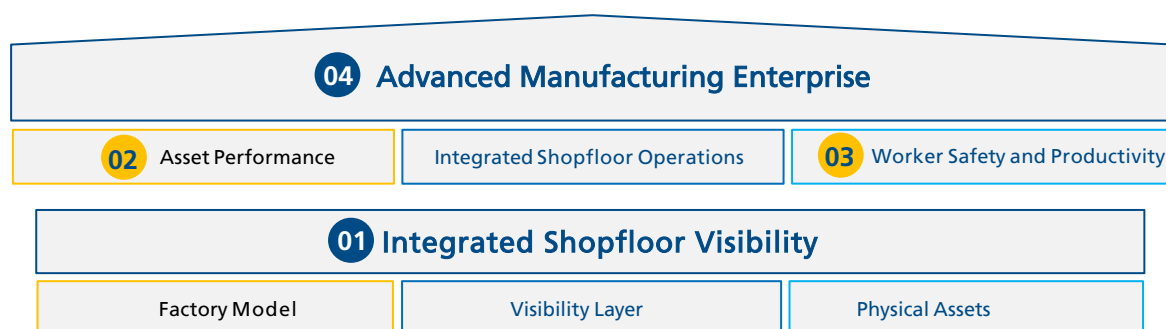 04 Advanced Manufacturing Enterprise
02 Asset Performance
Integrated Shopfloor Operations
03 Worker Safety and Productivity
01 Integrated Shopfloor Visibility
Factory Model
Visibility Layer
Physical Assets